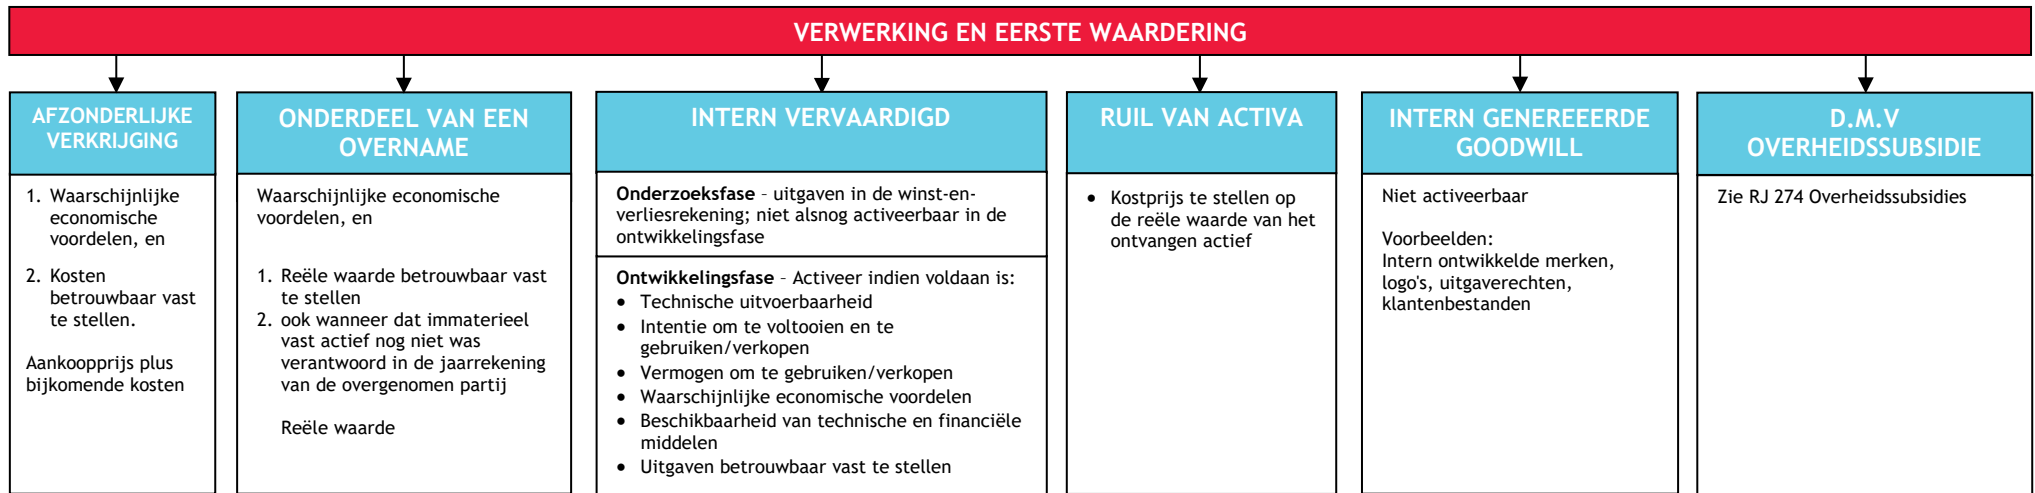 VERWERKING EN EERSTE WAARDERING
AFZONDERLIJKE
VERKRIJGING
1. Waarschijnlijke
economische
voordelen, en
2. Kosten
betrouwbaar vast
te stellen.
Aankoopprijs plus
bijkomende kosten
ONDERDEEL VAN EEN
OVERNAME
Waarschijnlijke economische
voordelen, en
1. Reële waarde betrouwbaar vast
te stellen
2. ook wanneer dat immaterieel
vast actief nog niet was
verantwoord in de jaarrekening
van de overgenomen partij
Reële waarde
INTERN VERVAARDIGD
Onderzoeksfase – uitgaven in de winst-en-
verliesrekening; niet alsnog activeerbaar in de
ontwikkelingsfase
Ontwikkelingsfase – Activeer indien voldaan is:
• Technische uitvoerbaarheid
• Intentie om te voltooien en te
gebruiken/verkopen
• Vermogen om te gebruiken/verkopen
• Waarschijnlijke economische voordelen
• Beschikbaarheid van technische en financiële
middelen
• Uitgaven betrouwbaar vast te stellen
RUIL VAN ACTIVA
• Kostprijs te stellen op
de reële waarde van het
ontvangen actief
INTERN GENEREEERDE
GOODWILL
Niet activeerbaar
Voorbeelden:
Intern ontwikkelde merken,
logo's, uitgaverechten,
klantenbestanden
D.M.V
OVERHEIDSSUBSIDIE
Zie RJ 274 Overheidssubsidies